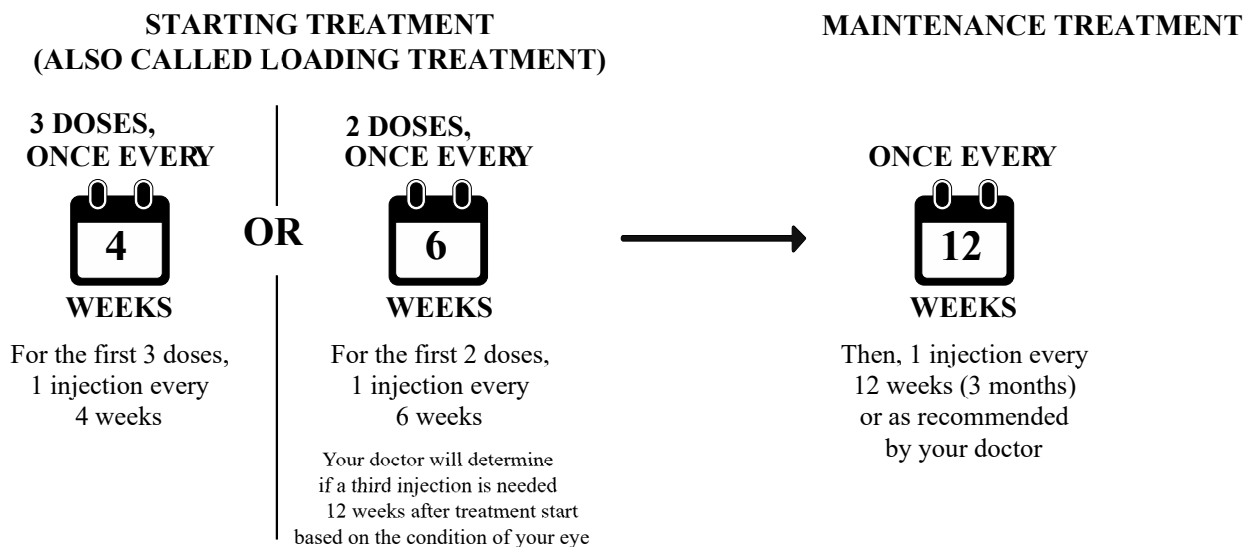 STARTING TREATMENT
(ALSO CALLED LOADING TREATMENT)
3 DOSES,
ONCE EVERY
4
WEEKS
For the first 3 doses,
1 injection every
4 weeks
OR
2 DOSES,
ONCE EVERY
6
WEEKS
For the first 2 doses,
1 injection every
6 weeks
Your doctor will determine
if a third injection is needed
12 weeks after treatment start
based on the condition of your eye
MAINTENANCE TREATMENT
ONCE EVERY
12
WEEKS
Then, 1 injection every
12 weeks (3 months)
or as recommended
by your doctor